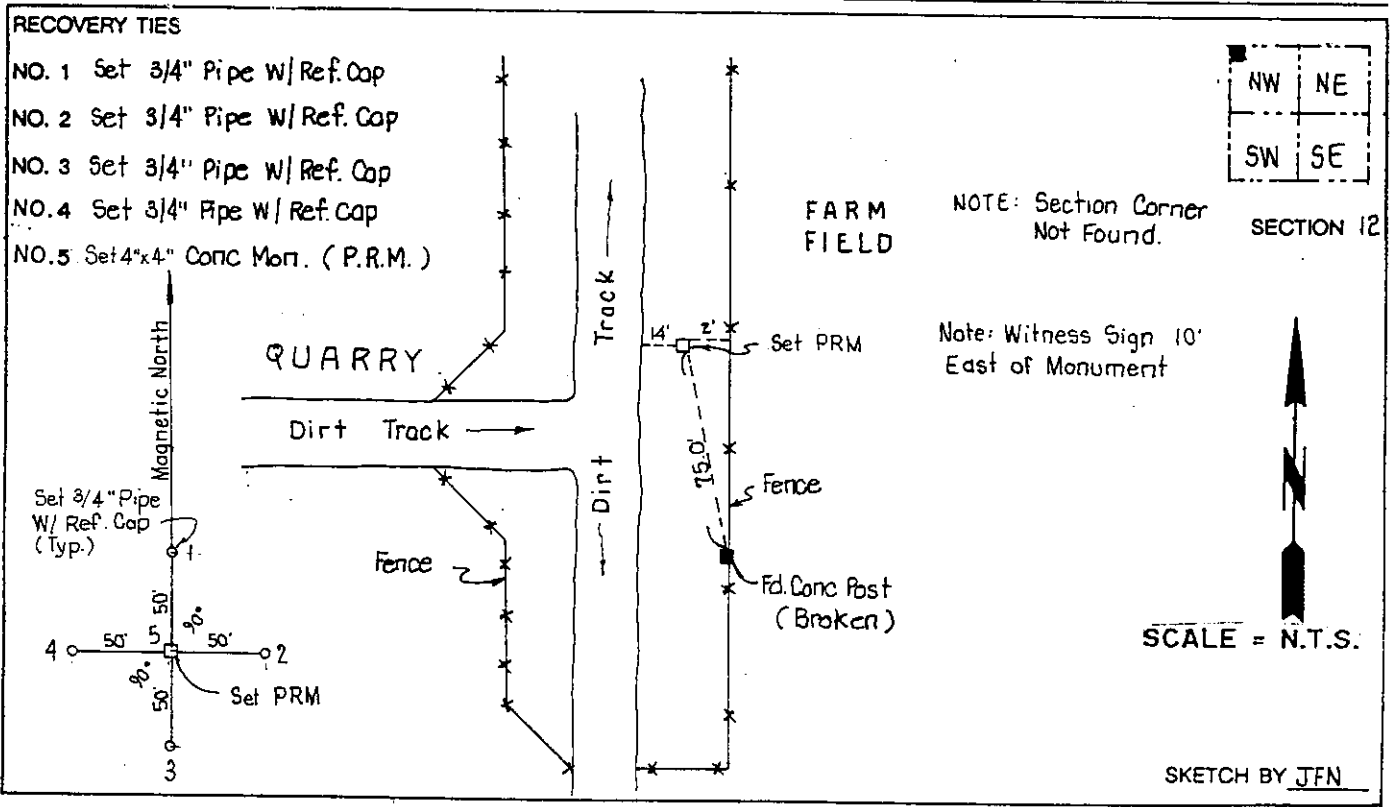 RECOVERY TIES
NO. 1 Set 3/4" Pipe W/ Ref. Cap
NO. 2 Set 3/4" Pipe W/ Ref. Cap
NO. 3 Set 3/4" Pipe W/ Ref. Cap
NO. 4 Set 3/4" Pipe W/ Ref. Cap
NO. 5 Set 4"x4" Conc Mon. (P.R.M.)
NW NE
SW SE
SECTION 12
FARM
FIELD
NOTE: Section Corner
Not Found.
Note: Witness Sign 10'
East of Monument
Track
14' 2'
Set PRM
QUARRY
Magnetic North
Dirt Track
Dirt
75.0'
Fence
Fd. Conc Post
(Broken)
Fence
Set 3/4" Pipe
W/ Ref. Cap
(Typ.)
1
50' 90°
4 50' 5 50' 2
90° 50'
Set PRM
3
N
SCALE = N.T.S.
SKETCH BY JFN